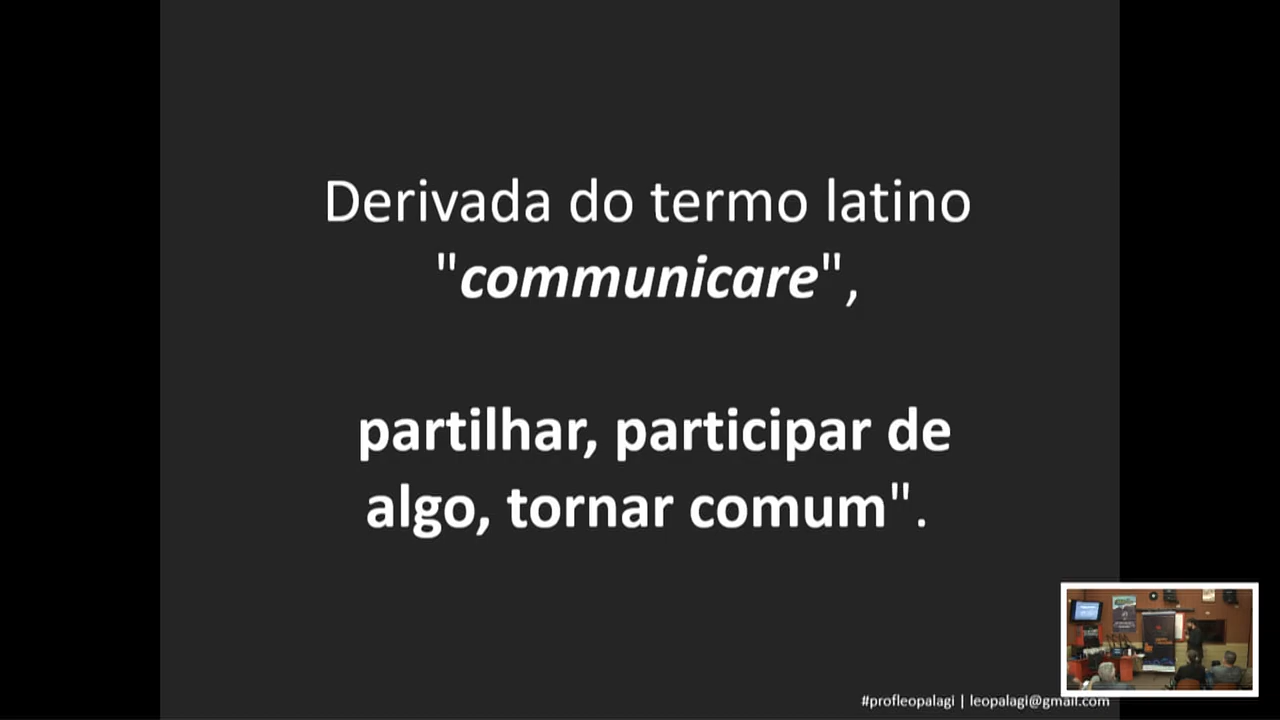 Derivada do termo latino
"communicare",
partilhar, participar de
algo, tornar comum".
#profleopalagi | leopalagi@gmail.com